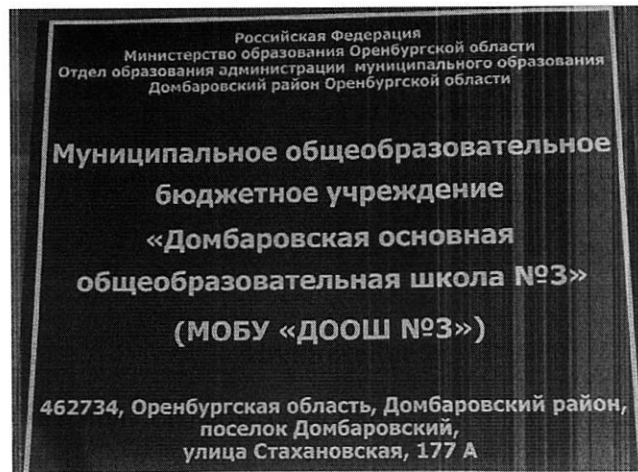 Российская Федерация
Министерство образования Оренбургской области
Отдел образования администрации муниципального образования
Домбаровский район Оренбургской области
Муниципальное общеобразовательное
бюджетное учреждение
«Домбаровская основная
общеобразовательная школа №3»
(МОБУ «ДООШ №3»)
462734, Оренбургская область, Домбаровский район,
поселок Домбаровский,
улица Стахановская, 177 А